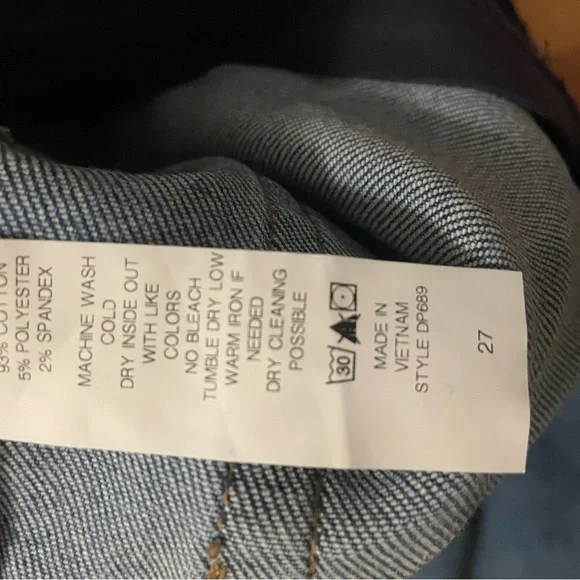 93% COTTON
5% POLYESTER
2% SPANDEX
MACHINE WASH
COLD
DRY INSIDE OUT
WITH LIKE
COLORS
NO BLEACH
TUMBLE DRY LOW
WARM IRON IF
NEEDED
DRY CLEANING
POSSIBLE
30
MADE IN
VIETNAM
STYLE DP689
27